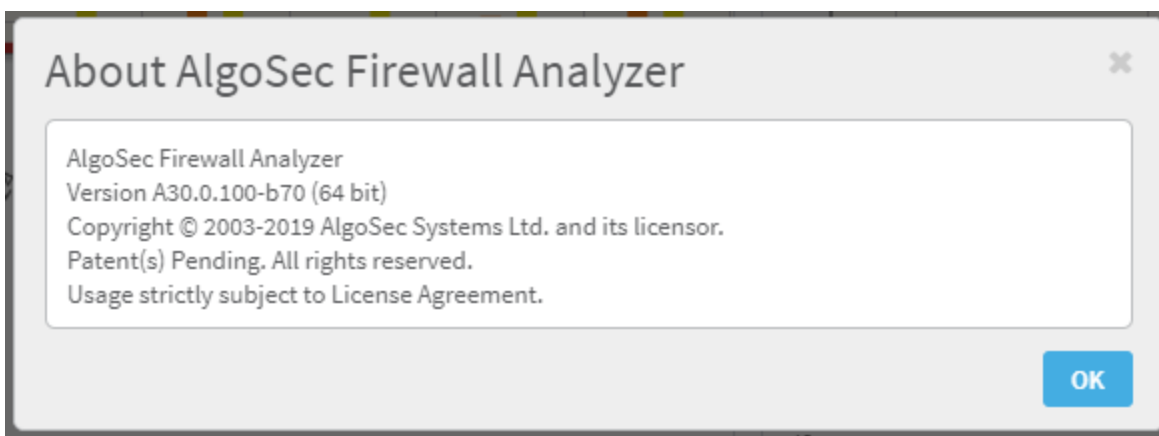 About AlgoSec Firewall Analyzer
AlgoSec Firewall Analyzer
Version A30.0.100-b70 (64 bit)
Copyright © 2003-2019 AlgoSec Systems Ltd. and its licensor.
Patent(s) Pending. All rights reserved.
Usage strictly subject to License Agreement.
OK